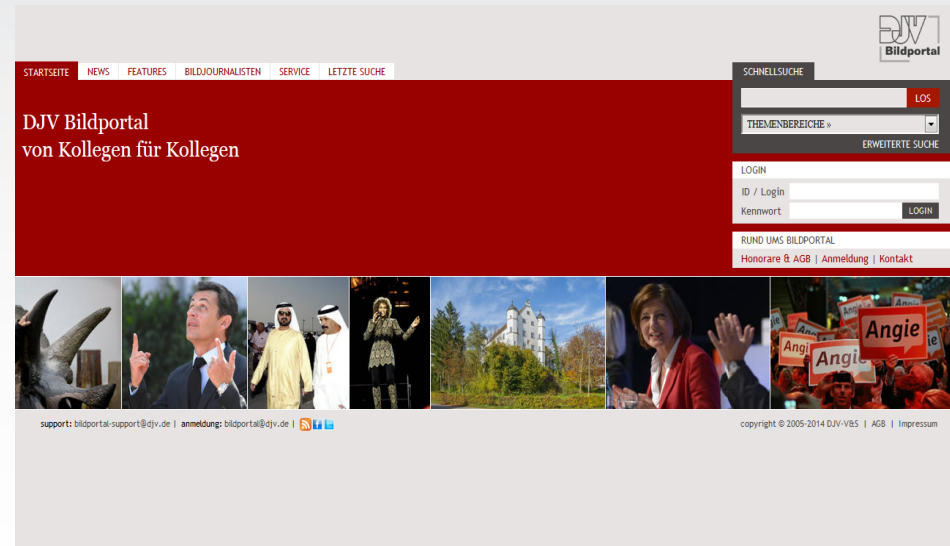 DJV
Bildportal
STARTSEITE NEWS FEATURES BILDJOURNALISTEN SERVICE LETZTE SUCHE
SCHNELLSUCHE
LOS
THEMENBEREICHE »
ERWEITERTE SUCHE
DJV Bildportal
von Kollegen für Kollegen
LOGIN
ID / Login
Kennwort LOGIN
RUND UMS BILDPORTAL
Honorare & AGB | Anmeldung | Kontakt
Angie
Angie
Angie
Angie
support: bildportal-support@djv.de | anmeldung: bildportal@djv.de |
copyright © 2005-2014 DJV-V&S | AGB | Impressum